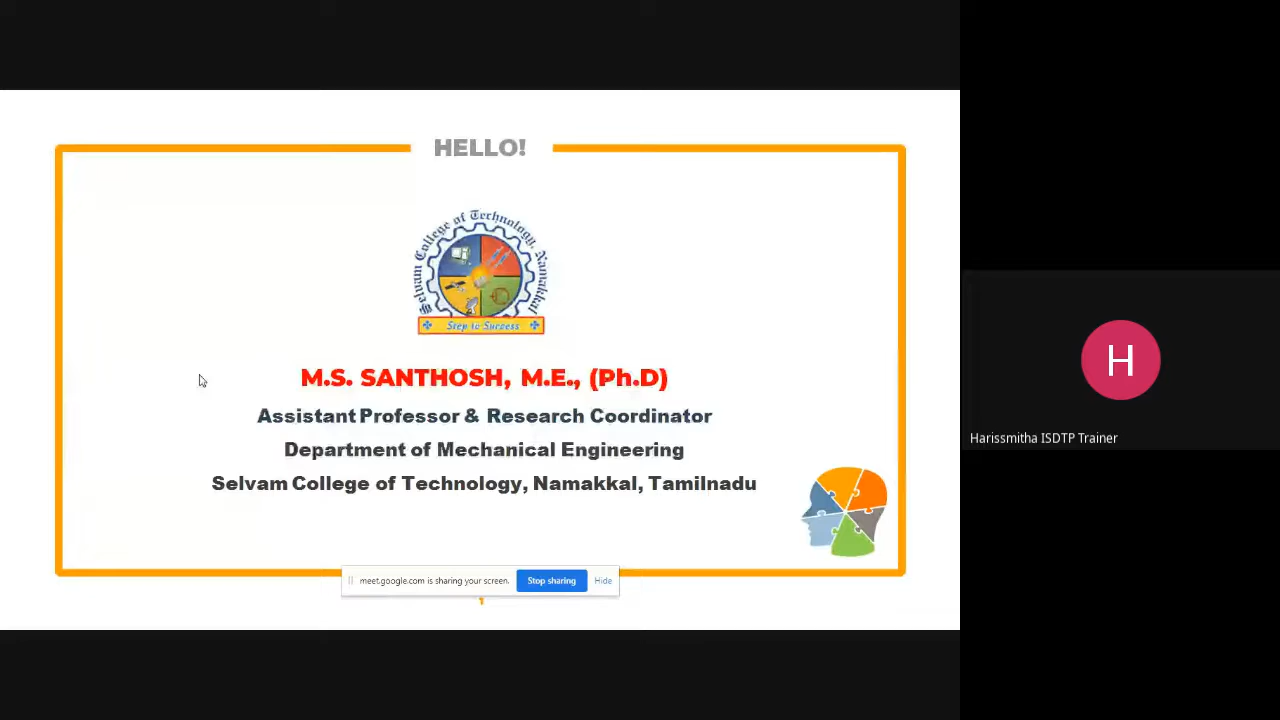 HELLO!
Selvam College of Technology, Namakkal
Step to Success
M.S. SANTHOSH, M.E., (Ph.D)
Assistant Professor & Research Coordinator
Department of Mechanical Engineering
Selvam College of Technology, Namakkal, Tamilnadu
meet.google.com is sharing your screen. Stop sharing Hide
H
Harissmitha ISDTP Trainer